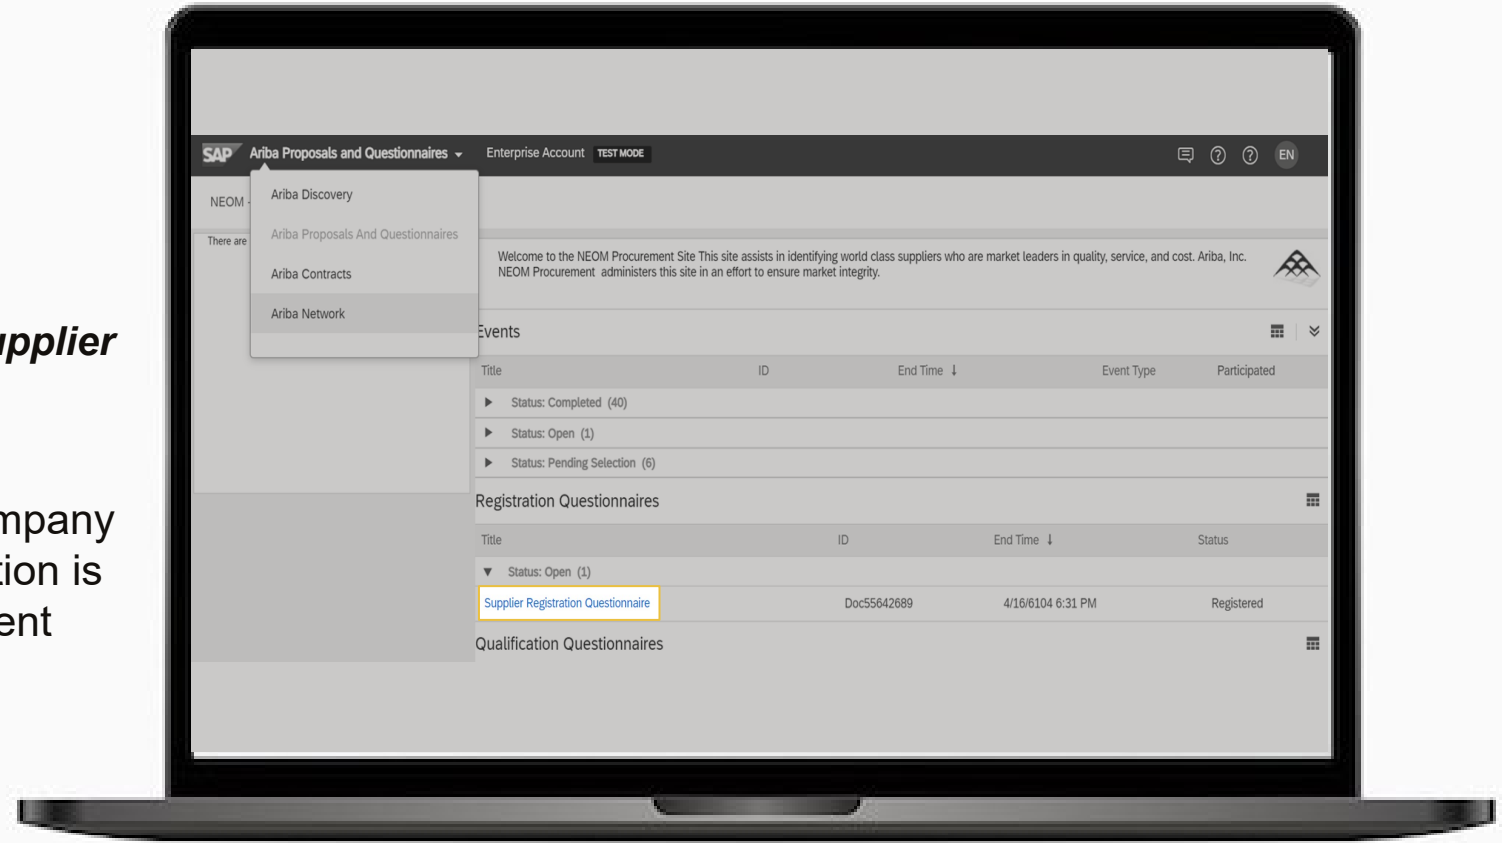 SAP Ariba Proposals and Questionnaires Enterprise Account TEST MODE EN
NEOM -
Ariba Discovery
Ariba Proposals And Questionnaires
Ariba Contracts
Ariba Network
There are
Welcome to the NEOM Procurement Site This site assists in identifying world class suppliers who are market leaders in quality, service, and cost. Ariba, Inc.
NEOM Procurement administers this site in an effort to ensure market integrity.
Events
Title ID End Time ↓ Event Type Participated
► Status: Completed (40)
► Status: Open (1)
► Status: Pending Selection (6)
Registration Questionnaires
Title ID End Time ↓ Status
▼ Status: Open (1)
Supplier Registration Questionnaire Doc55642689 4/16/6104 6:31 PM Registered
Qualification Questionnaires
upplier
mpany
tion is
ent